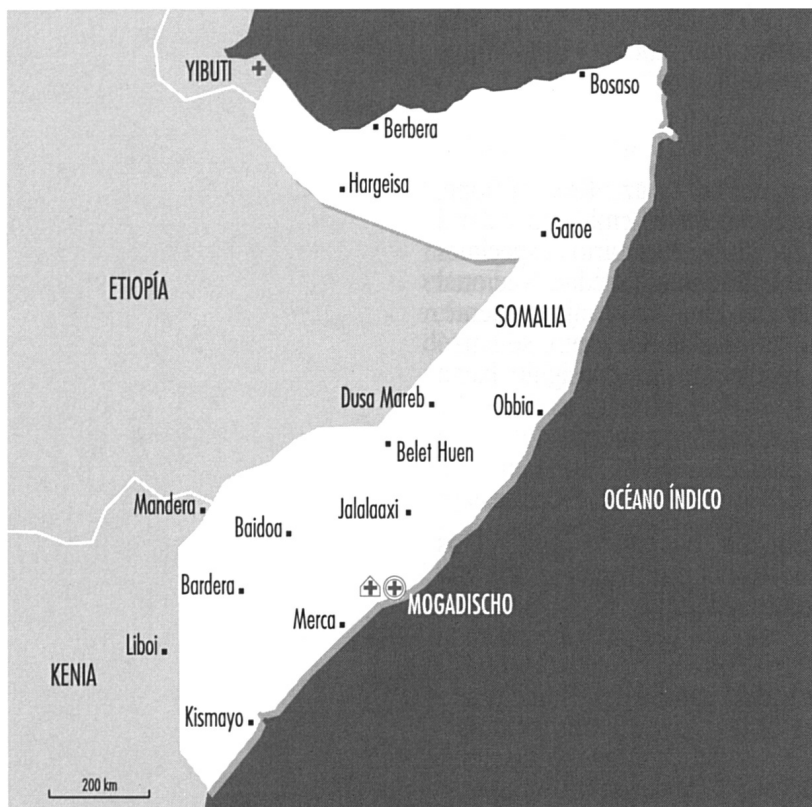 YIBUTI
Bosaso
Berbera
Hargeisa
Garoe
ETIOPÍA
SOMALIA
Dusa Mareb
Obbia
Belet Huen
Mandera
Jalalaaxi
OCÉANO ÍNDICO
Baidoa
Bardera
MOGADISCHO
Merca
Liboi
KENIA
Kismayo
200 km